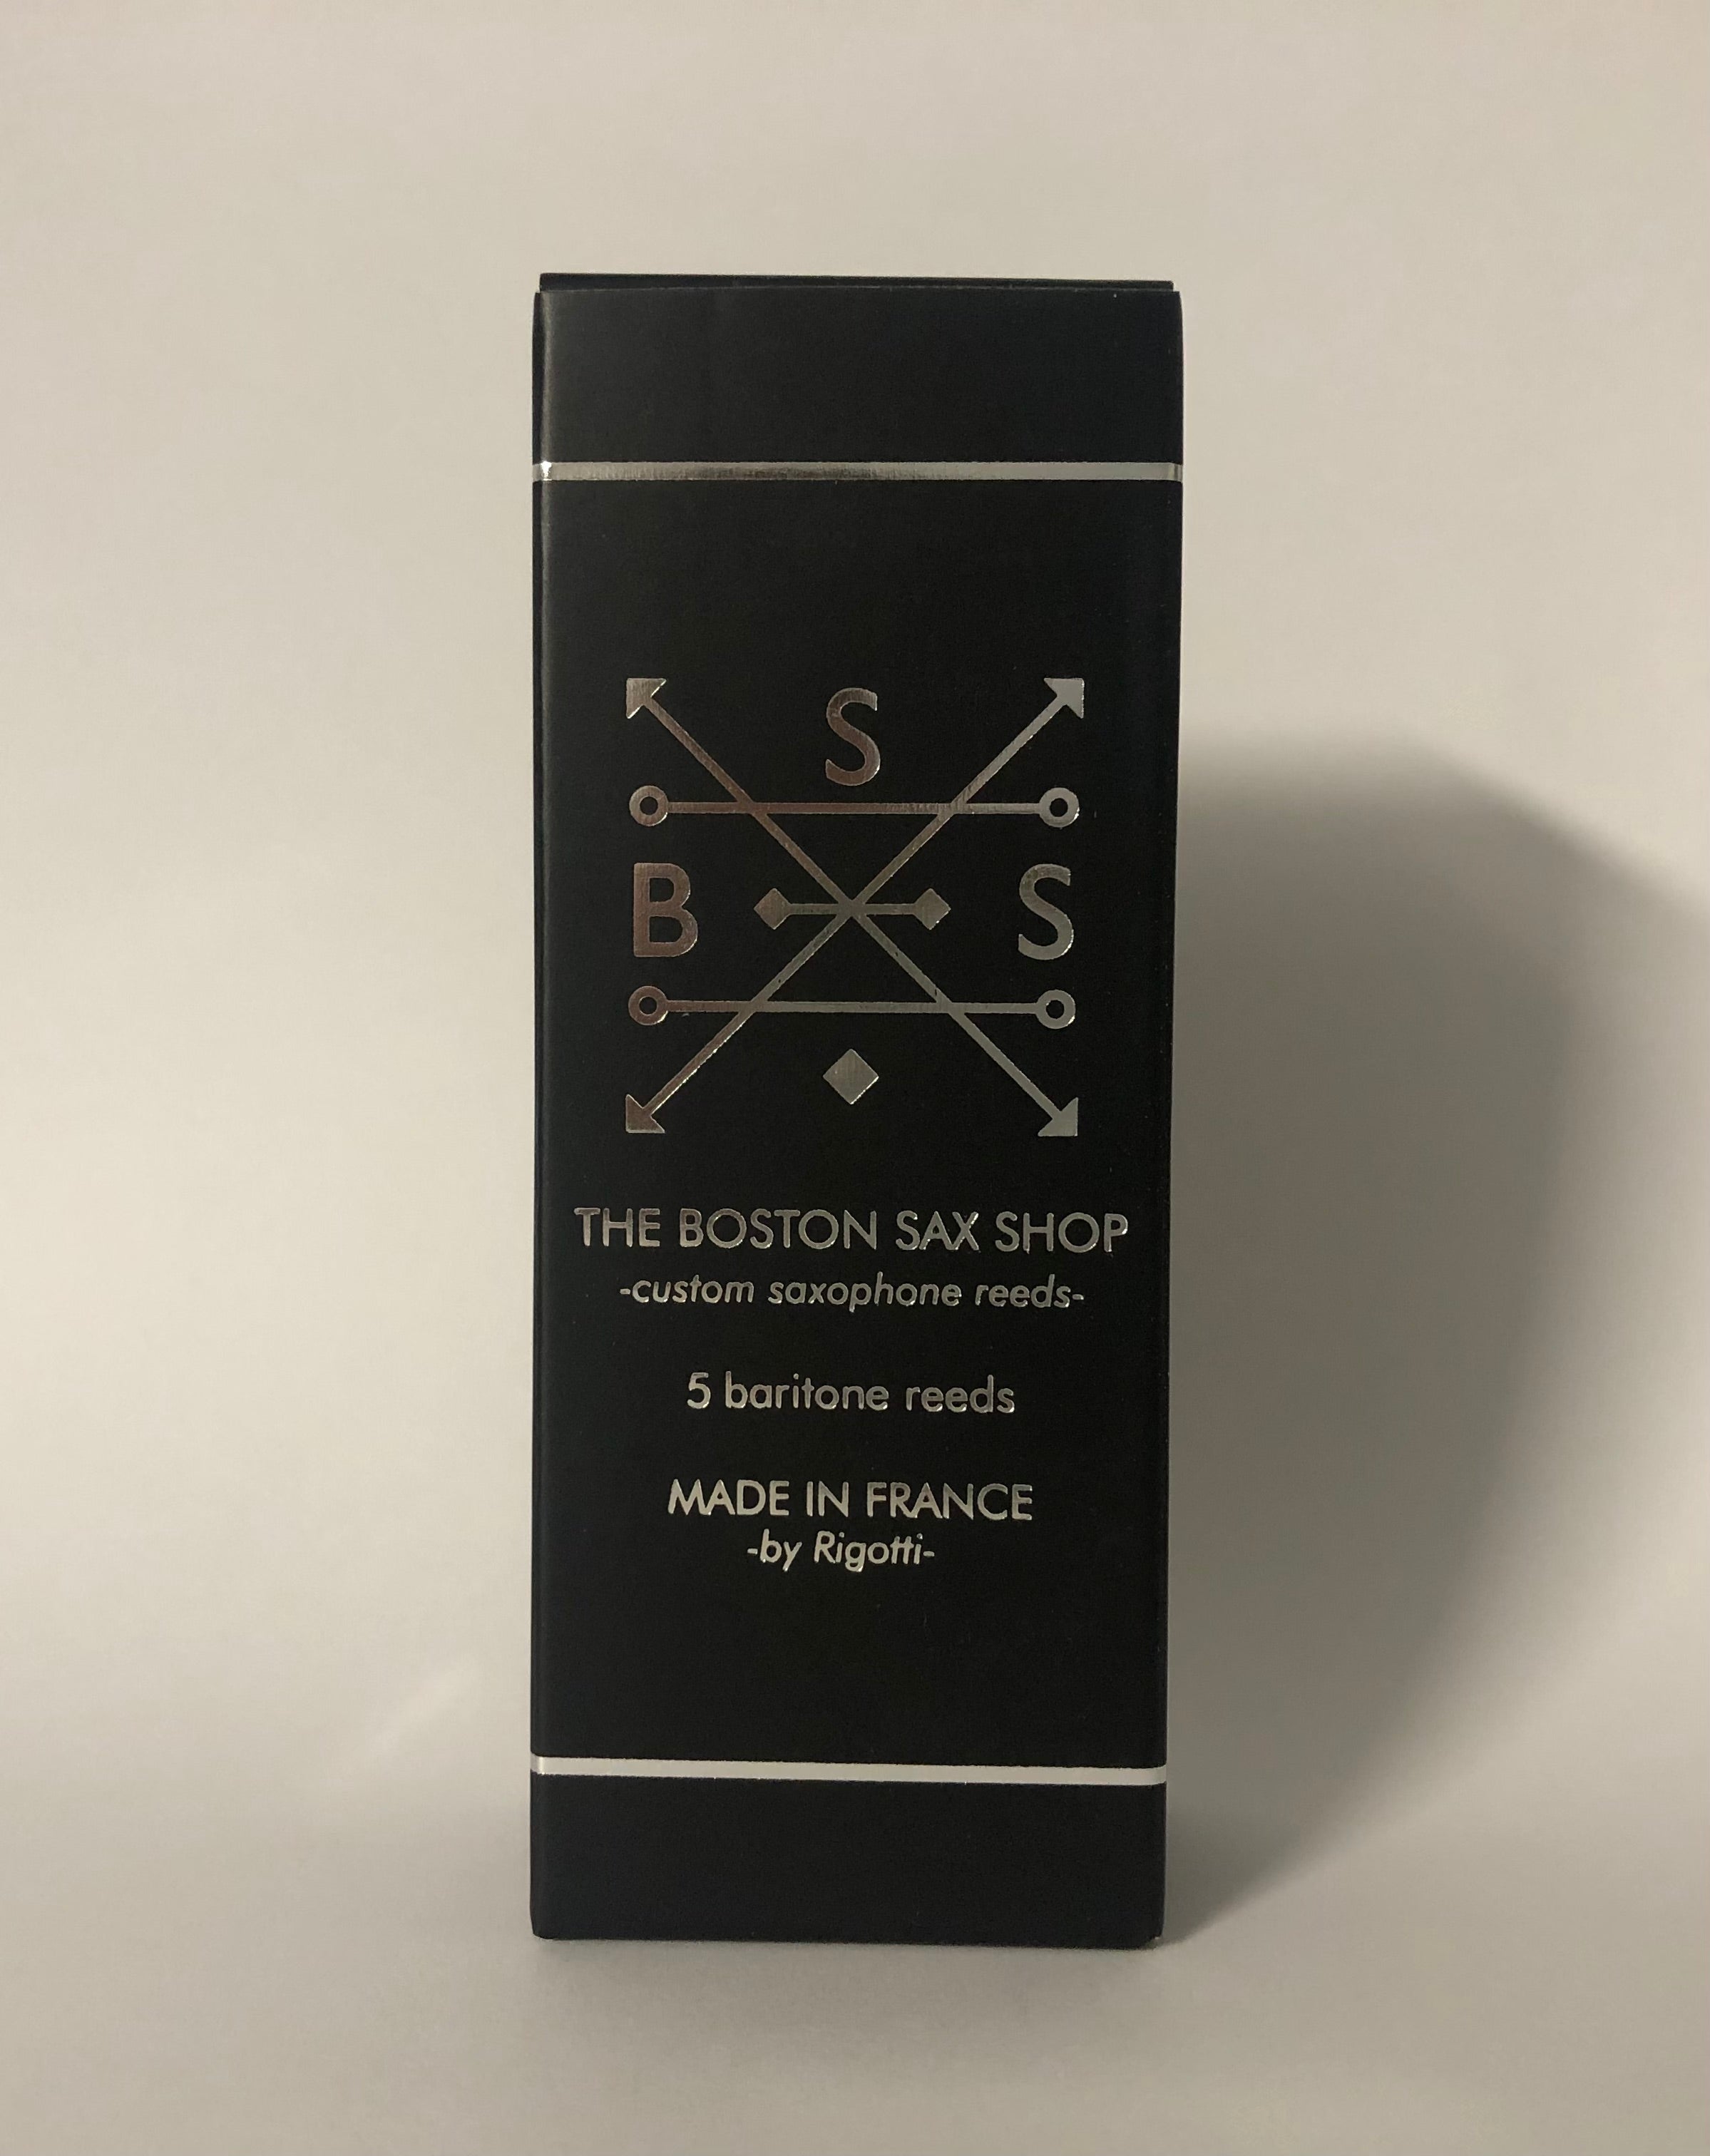 S
B S
THE BOSTON SAX SHOP
-custom saxophone reeds-
5 baritone reeds
MADE IN FRANCE
-by Rigotti-